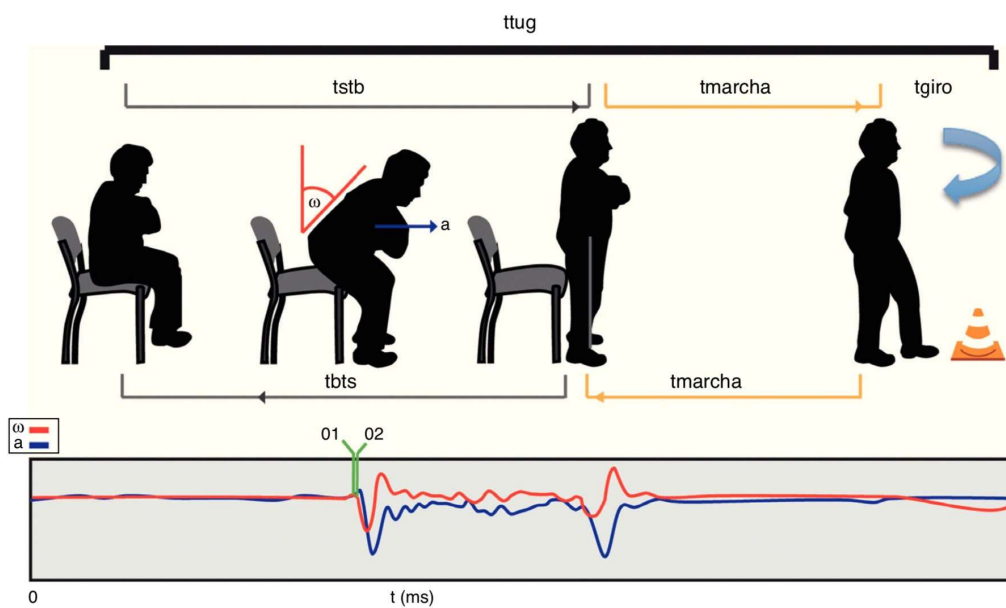 ttug
tstb
tmarcha
tgiro
ω
a
tbts
tmarcha
ω
a
01 02
0
t (ms)